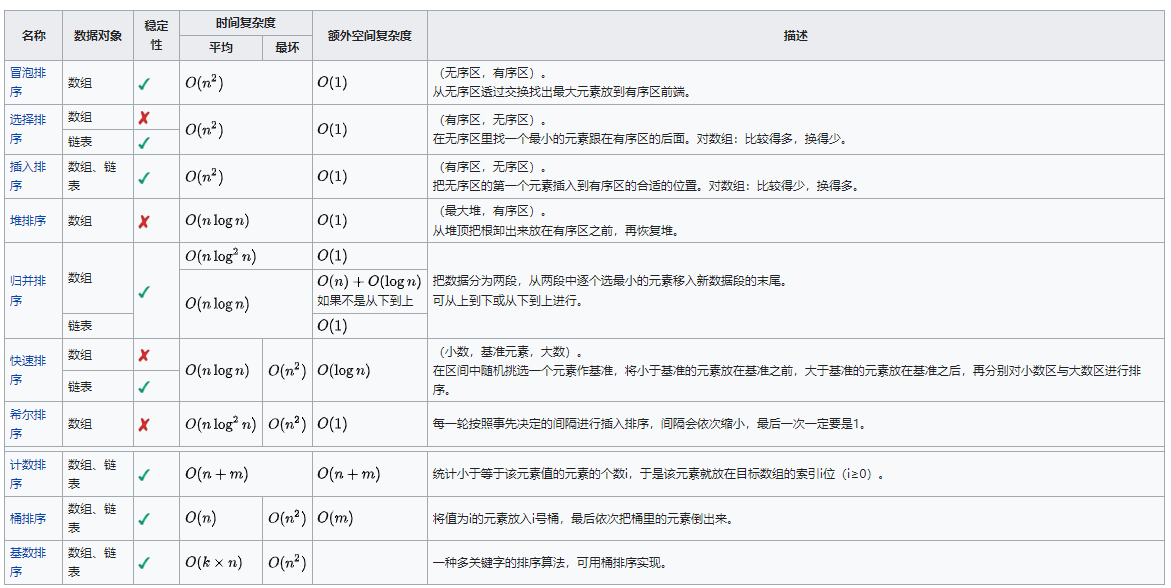 名称 数据对象 稳定性 时间复杂度 额外空间复杂度 描述
平均 最坏
冒泡排序 数组 ✓ O(n²) O(1) （无序区，有序区）。
从无序区透过交换找出最大元素放到有序区前端。
选择排序 数组 ✗ O(n²) O(1) （有序区，无序区）。
链表 ✓ 在无序区里找一个最小的元素跟在有序区的后面。对数组：比较得多，换得少。
插入排序 数组、链表 ✓ O(n²) O(1) （有序区，无序区）。
把无序区的第一个元素插入到有序区的合适的位置。对数组：比较得少，换得多。
堆排序 数组 ✗ O(n log n) O(1) （最大堆，有序区）。
从堆顶把根卸出来放在有序区之前，再恢复堆。
归并排序 数组 ✓ O(n log² n) O(1)
O(n log n) O(n) + O(log n)
如果不是从下到上
把数据分为两段，从两段中逐个选最小的元素移入新数据段的末尾。
可从上到下或从下到上进行。
链表 O(1)
快速排序 数组 ✗ O(n log n) O(n²) O(log n) （小数，基准元素，大数）。
链表 ✓ 在区间中随机挑选一个元素作基准，将小于基准的元素放在基准之前，大于基准的元素放在基准之后，再分别对小数区与大数区进行排
序。
希尔排序 数组 ✗ O(n log² n) O(n²) O(1) 每一轮按照事先决定的间隔进行插入排序，间隔会依次缩小，最后一次一定要是1。
计数排序 数组、链表 ✓ O(n + m) O(n + m) 统计小于等于该元素值的元素的个数i，于是该元素就放在目标数组的索引i位（i≥0）。
桶排序 数组、链表 ✓ O(n) O(n²) O(m) 将值为i的元素放入i号桶，最后依次把桶里的元素倒出来。
基数排序 数组、链表 ✓ O(k × n) O(n²) 一种多关键字的排序算法，可用桶排序实现。